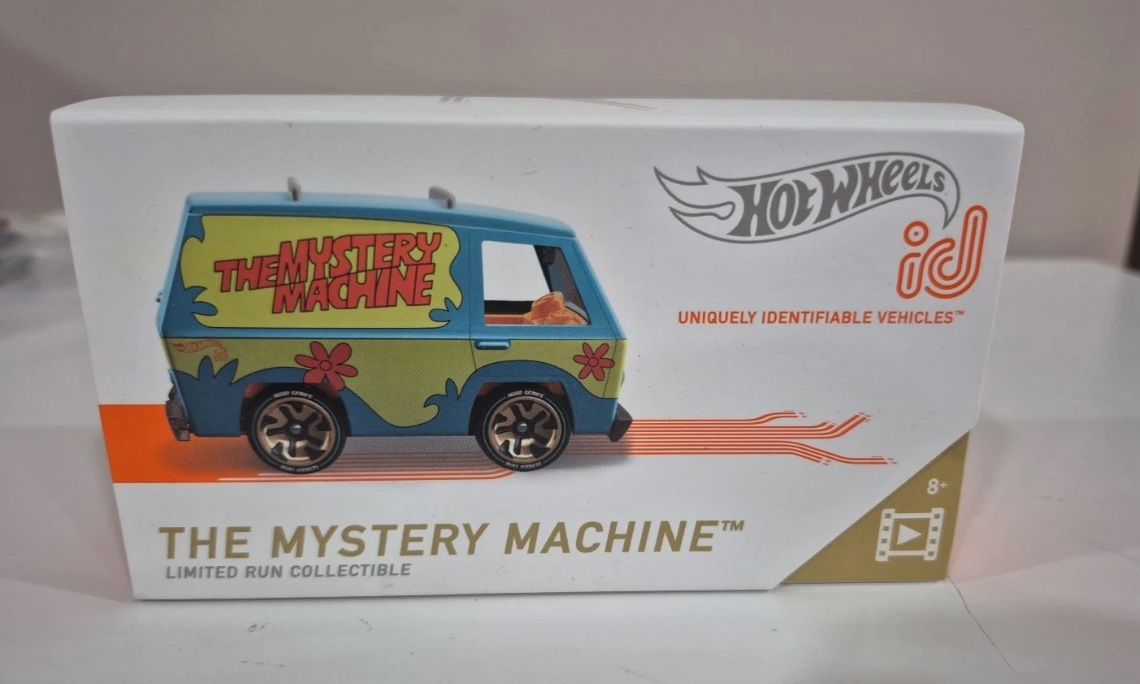 HOT WHEELS
id
UNIQUELY IDENTIFIABLE VEHICLES™
THE MYSTERY
MACHINE
8+
THE MYSTERY MACHINE™
LIMITED RUN COLLECTIBLE